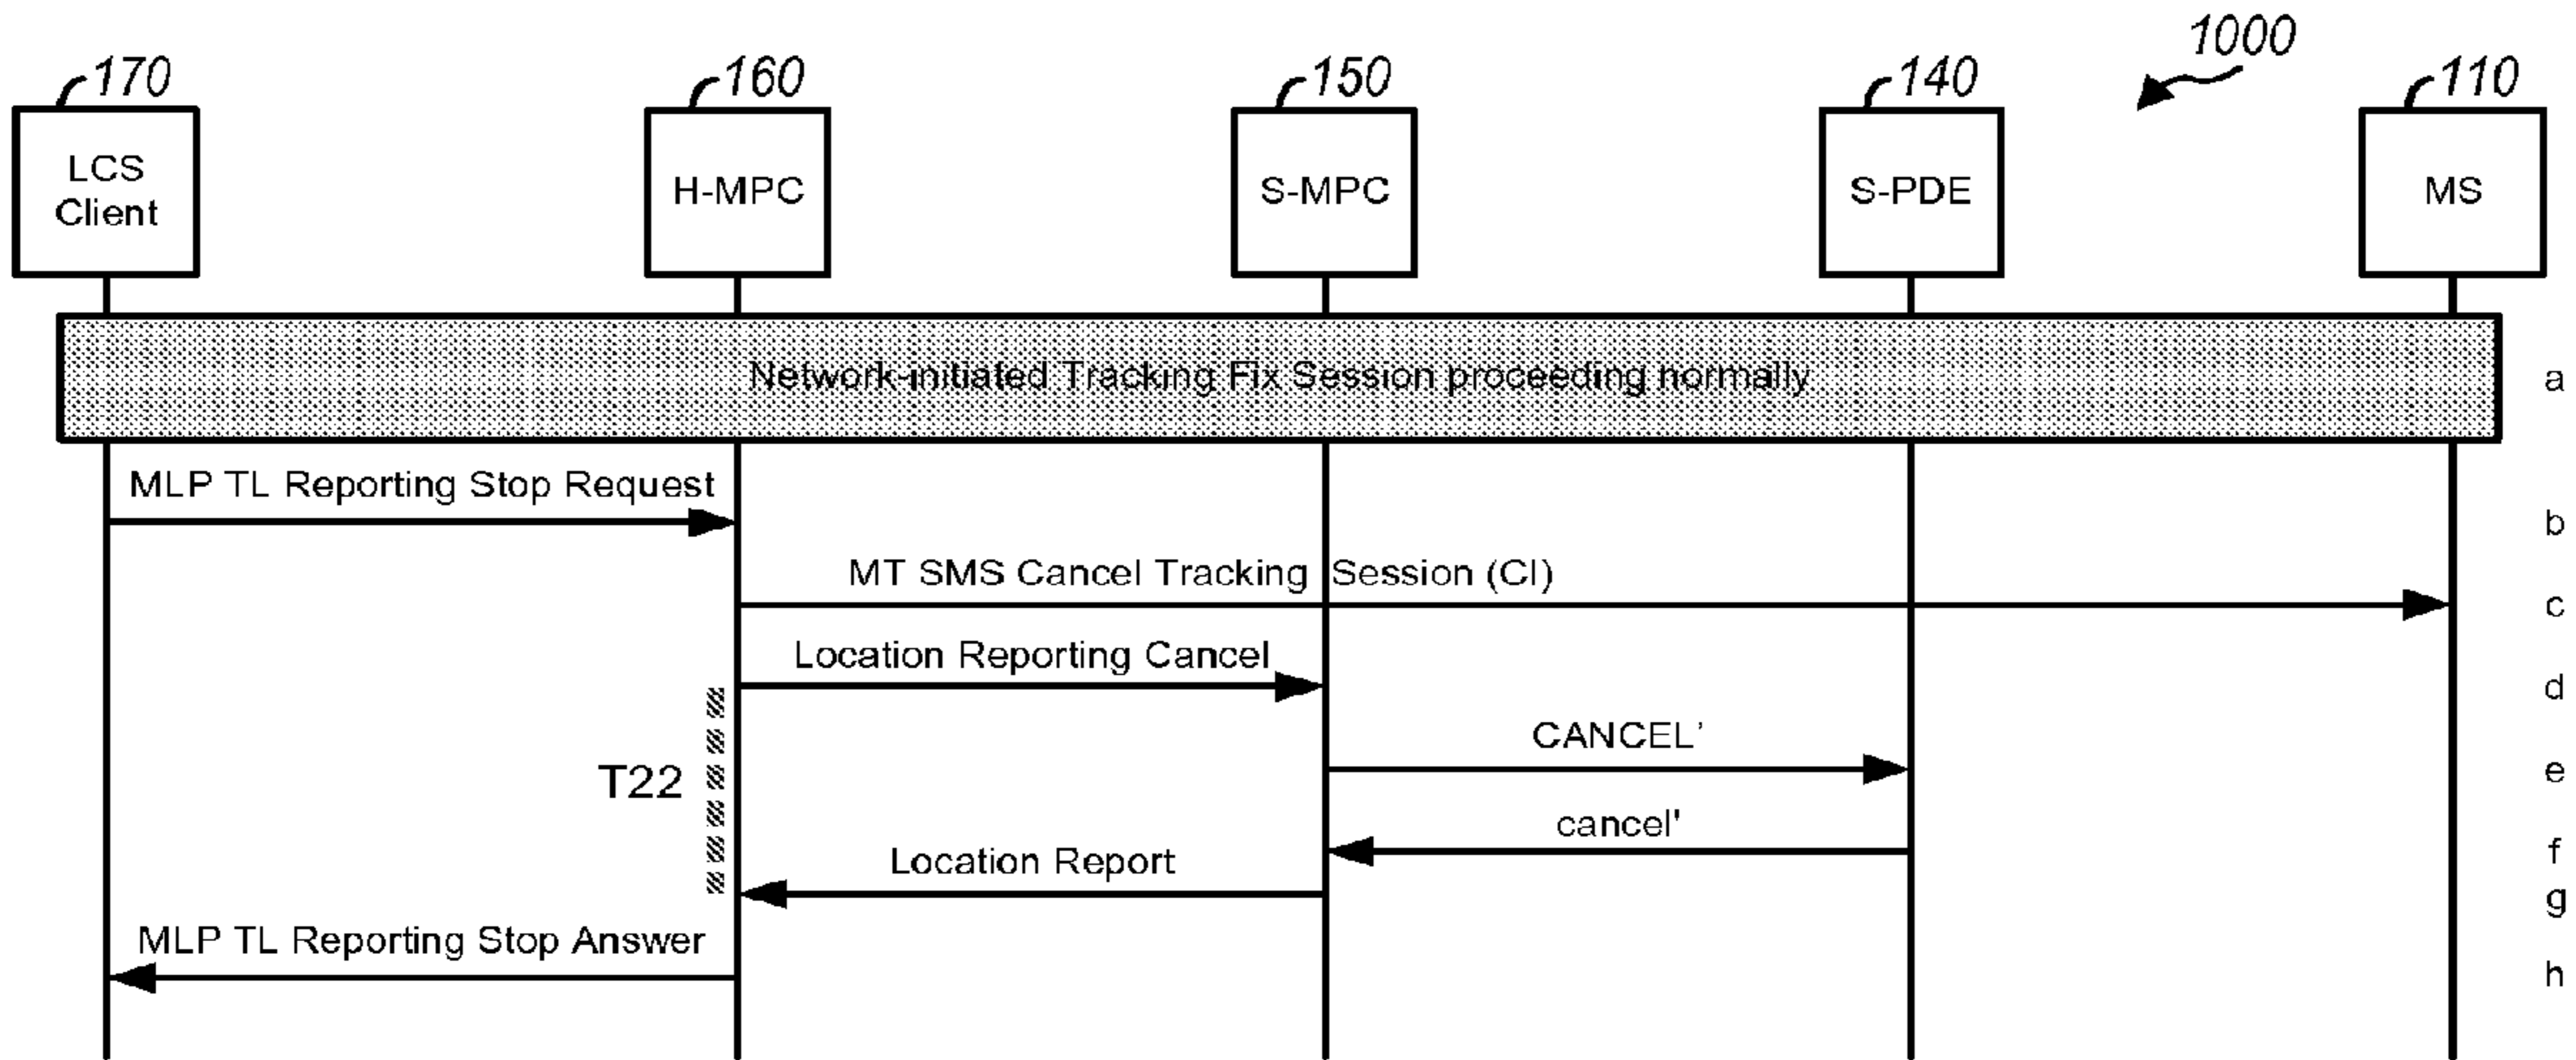 1000
170
160
150
140
110
LCS
Client
H-MPC
S-MPC
S-PDE
MS
Network-initiated Tracking Fix Session proceeding normally
a
MLP TL Reporting Stop Request
b
MT SMS Cancel Tracking Session (CI)
c
Location Reporting Cancel
d
CANCEL’
T22
e
cancel'
f
Location Report
g
MLP TL Reporting Stop Answer
h